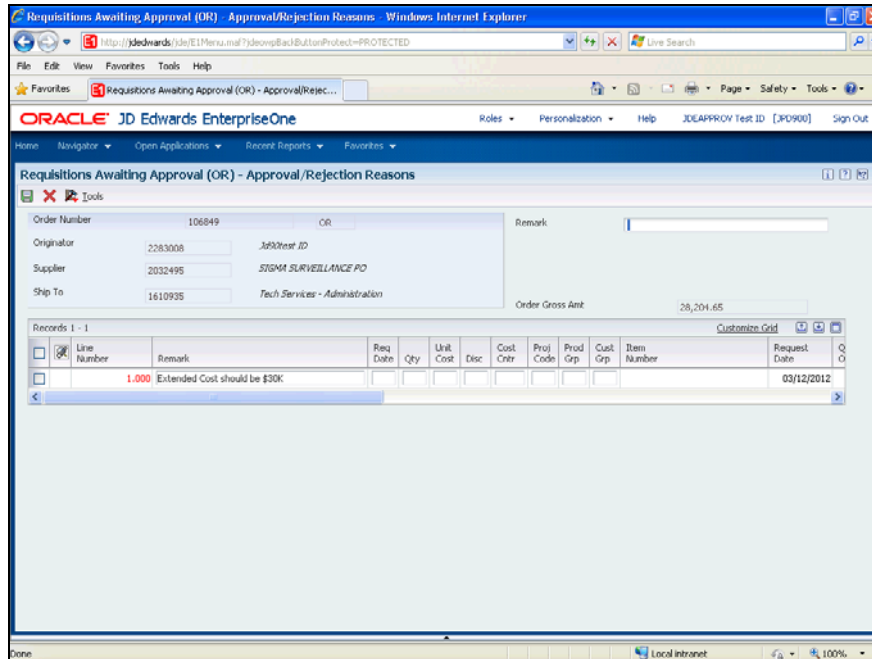 Requisitions Awaiting Approval (OR) - Approval/Rejection Reasons - Windows Internet Explorer
http://jdedwards/jde/E1Menu.maf?jdeowpBackButtonProtect=PROTECTED
Live Search
File Edit View Favorites Tools Help
Favorites Requisitions Awaiting Approval (OR) - Approval/Rejec... Page Safety Tools
ORACLE JD Edwards EnterpriseOne Roles Personalization Help JDEAPPROV Test ID [JPD900] Sign Out
Home Navigator Open Applications Recent Reports Favorites
Requisitions Awaiting Approval (OR) - Approval/Rejection Reasons
Tools
Order Number 106849 OR Remark
Originator 2283008 Jd90test ID
Supplier 2032495 SIGMA SURVEILLANCE PO
Ship To 1610935 Tech Services - Administration
Order Gross Amt 28,204.65
Records 1 - 1 Customize Grid
Line Number Remark Req Date Qty Unit Cost Disc Cost Cntr Proj Code Prod Grp Cust Grp Item Number Request Date
1.000 Extended Cost should be $30K 03/12/2012
Done Local intranet 100%